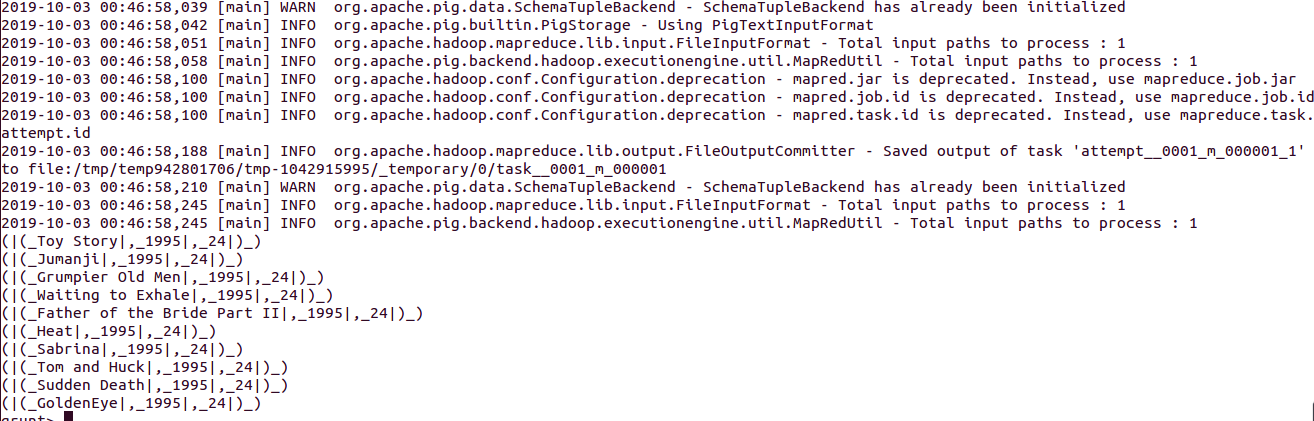 2019-10-03 00:46:58,039 [main] WARN  org.apache.pig.data.SchemaTupleBackend - SchemaTupleBackend has already been initialized
2019-10-03 00:46:58,042 [main] INFO  org.apache.pig.builtin.PigStorage - Using PigTextInputFormat
2019-10-03 00:46:58,051 [main] INFO  org.apache.hadoop.mapreduce.lib.input.FileInputFormat - Total input paths to process : 1
2019-10-03 00:46:58,058 [main] INFO  org.apache.pig.backend.hadoop.executionengine.util.MapRedUtil - Total input paths to process : 1
2019-10-03 00:46:58,100 [main] INFO  org.apache.hadoop.conf.Configuration.deprecation - mapred.jar is deprecated. Instead, use mapreduce.job.jar
2019-10-03 00:46:58,100 [main] INFO  org.apache.hadoop.conf.Configuration.deprecation - mapred.job.id is deprecated. Instead, use mapreduce.job.id
2019-10-03 00:46:58,100 [main] INFO  org.apache.hadoop.conf.Configuration.deprecation - mapred.task.id is deprecated. Instead, use mapreduce.task.
attempt.id
2019-10-03 00:46:58,188 [main] INFO  org.apache.hadoop.mapreduce.lib.output.FileOutputCommitter - Saved output of task 'attempt__0001_m_000001_1'
to file:/tmp/temp942801706/tmp-1042915995/_temporary/0/task__0001_m_000001
2019-10-03 00:46:58,210 [main] WARN  org.apache.pig.data.SchemaTupleBackend - SchemaTupleBackend has already been initialized
2019-10-03 00:46:58,245 [main] INFO  org.apache.hadoop.mapreduce.lib.input.FileInputFormat - Total input paths to process : 1
2019-10-03 00:46:58,245 [main] INFO  org.apache.pig.backend.hadoop.executionengine.util.MapRedUtil - Total input paths to process : 1
(|(_Toy Story|,_1995|,_24|)_)
(|(_Jumanji|,_1995|,_24|)_)
(|(_Grumpier Old Men|,_1995|,_24|)_)
(|(_Waiting to Exhale|,_1995|,_24|)_)
(|(_Father of the Bride Part II|,_1995|,_24|)_)
(|(_Heat|,_1995|,_24|)_)
(|(_Sabrina|,_1995|,_24|)_)
(|(_Tom and Huck|,_1995|,_24|)_)
(|(_Sudden Death|,_1995|,_24|)_)
(|(_GoldenEye|,_1995|,_24|)_)
grunt>